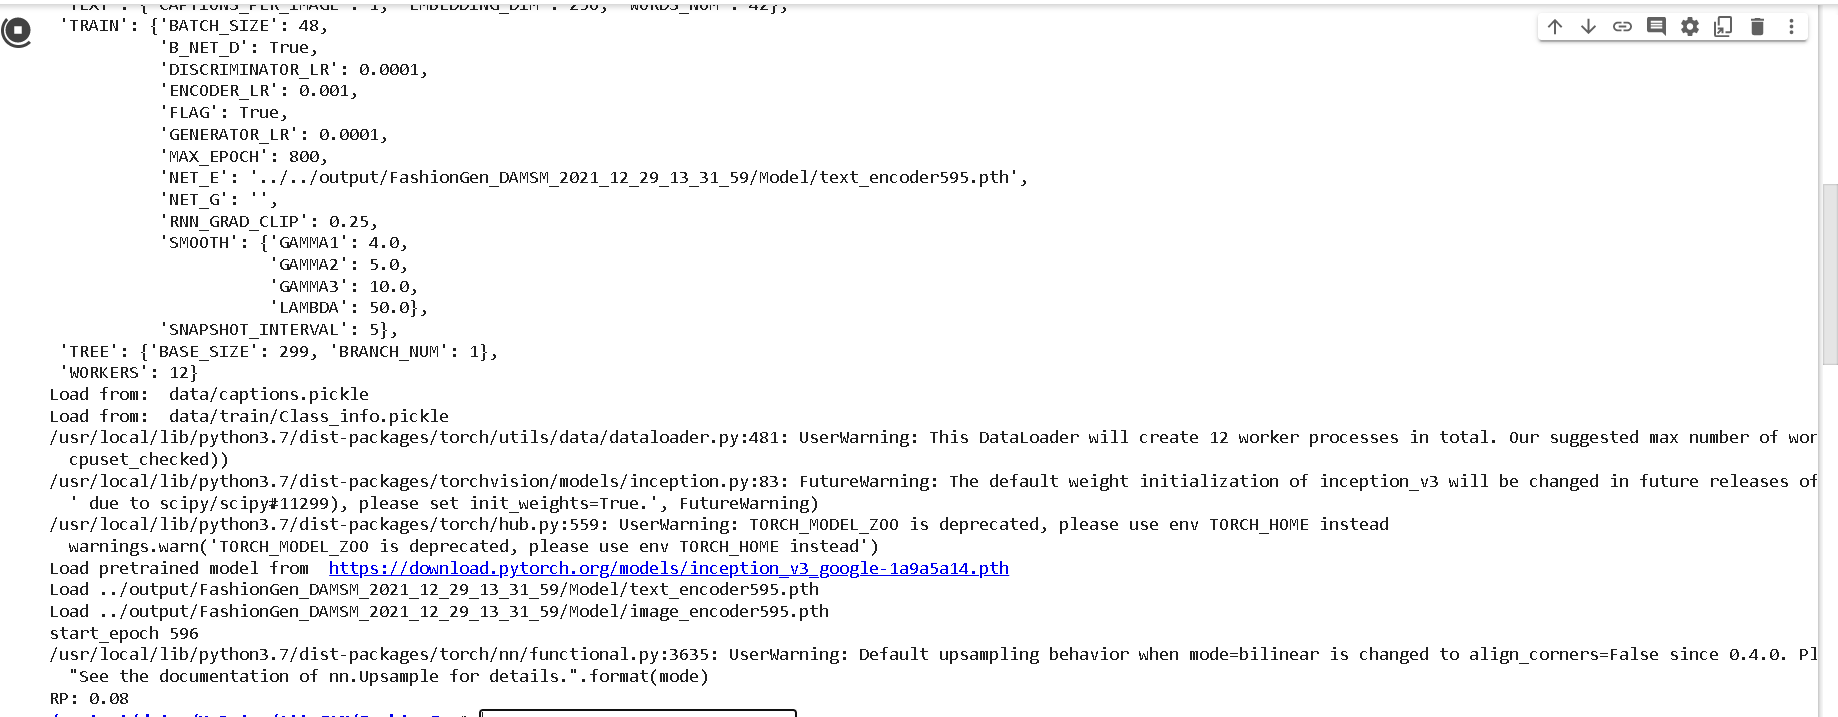 'TEXT': {'CAPTIONS_PER_IMAGE': 1, 'EMBEDDING_DIM': 256, 'WORDS_NUM': 42},
'TRAIN': {'BATCH_SIZE': 48,
'B_NET_D': True,
'DISCRIMINATOR_LR': 0.0001,
'ENCODER_LR': 0.001,
'FLAG': True,
'GENERATOR_LR': 0.0001,
'MAX_EPOCH': 800,
'NET_E': '../../output/FashionGen_DAMSM_2021_12_29_13_31_59/Model/text_encoder595.pth',
'NET_G': '',
'RNN_GRAD_CLIP': 0.25,
'SMOOTH': {'GAMMA1': 4.0,
'GAMMA2': 5.0,
'GAMMA3': 10.0,
'LAMBDA': 50.0},
'SNAPSHOT_INTERVAL': 5},
'TREE': {'BASE_SIZE': 299, 'BRANCH_NUM': 1},
'WORKERS': 12}
Load from:  data/captions.pickle
Load from:  data/train/Class_info.pickle
/usr/local/lib/python3.7/dist-packages/torch/utils/data/dataloader.py:481: UserWarning: This DataLoader will create 12 worker processes in total. Our suggested max number of wor
cpuset_checked))
/usr/local/lib/python3.7/dist-packages/torchvision/models/inception.py:83: FutureWarning: The default weight initialization of inception_v3 will be changed in future releases of
' due to scipy/scipy#11299), please set init_weights=True.', FutureWarning)
/usr/local/lib/python3.7/dist-packages/torch/hub.py:559: UserWarning: TORCH_MODEL_ZOO is deprecated, please use env TORCH_HOME instead
warnings.warn('TORCH_MODEL_ZOO is deprecated, please use env TORCH_HOME instead')
Load pretrained model from  https://download.pytorch.org/models/inception_v3_google-1a9a5a14.pth
Load ../output/FashionGen_DAMSM_2021_12_29_13_31_59/Model/text_encoder595.pth
Load ../output/FashionGen_DAMSM_2021_12_29_13_31_59/Model/image_encoder595.pth
start_epoch 596
/usr/local/lib/python3.7/dist-packages/torch/nn/functional.py:3635: UserWarning: Default upsampling behavior when mode=bilinear is changed to align_corners=False since 0.4.0. Pl
"See the documentation of nn.Upsample for details.".format(mode)
RP: 0.08